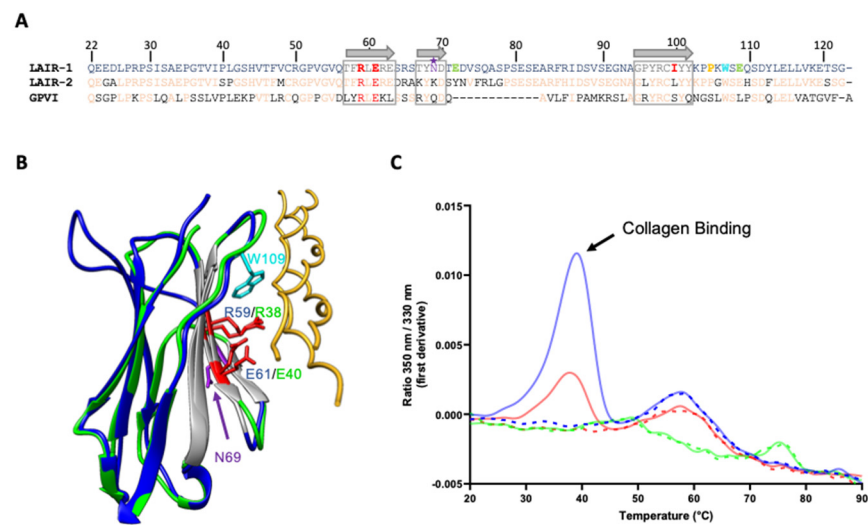 A
22 30 40 50 60 70 80 90 100 110 120
LAIR-1 QEEDLPRPSISAEPGTVIPLGSHVTFVCRGPVGVQTFRLERESRSTYNDTEDVSQASPSESEARFRIDSVSEGNAGPYRCIYYKPPKWSEQSDYLELLVKETSG-
LAIR-2
GPVI
B
W109
R59/R38
E61/E40
N69
C
Collagen Binding
0.015
0.010
0.005
0.000
-0.005
Ratio 350 nm / 330 nm
(first derivative)
20 30 40 50 60 70 80 90
Temperature (°C)